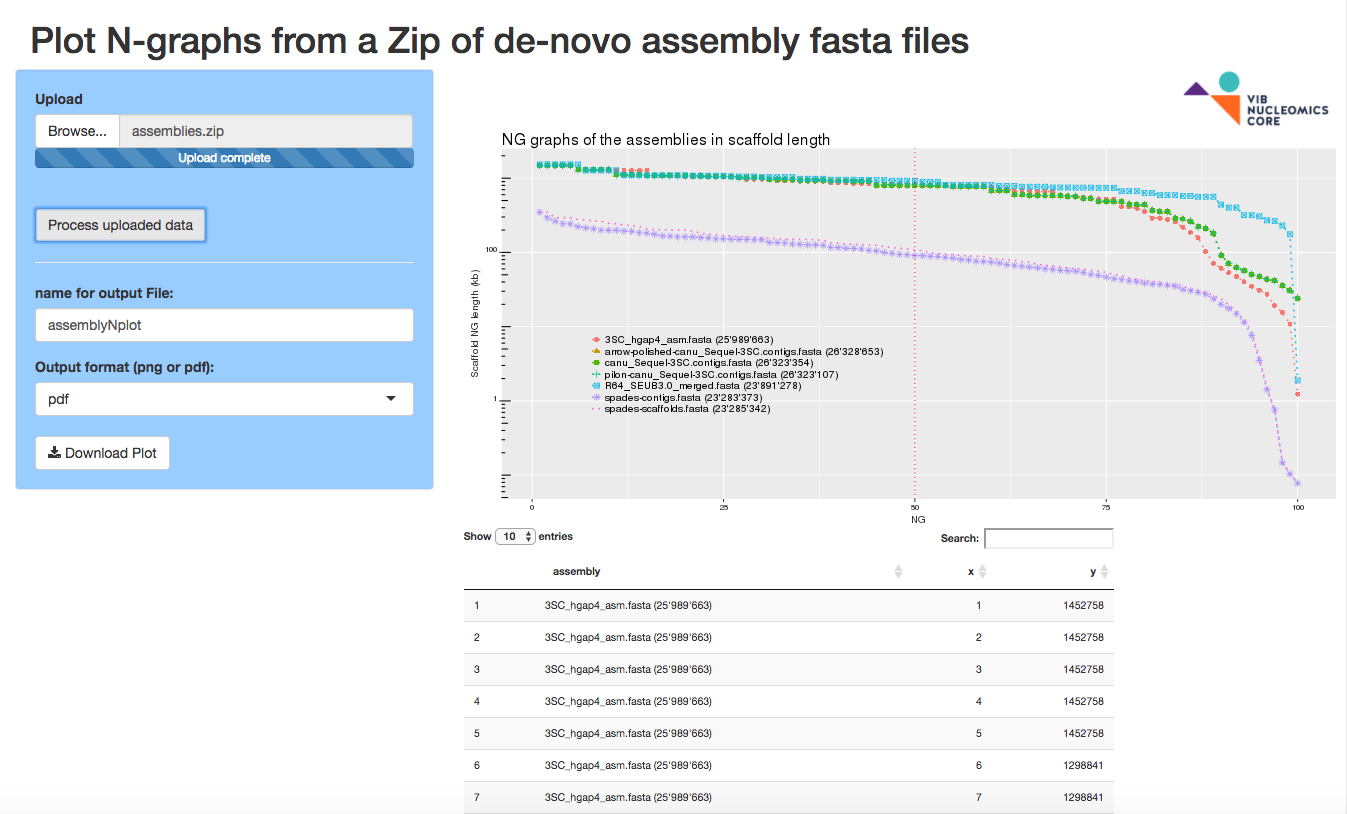 Plot N-graphs from a Zip of de-novo assembly fasta files
Upload
Browse... assemblies.zip
Upload complete
Process uploaded data
name for output File:
assemblyNplot
Output format (png or pdf):
pdf
Download Plot
VIB
NUCLEOMICS
CORE
NG graphs of the assemblies in scaffold length
Scaffold NG length (kb)
100
1
3SC_hgap4_asm.fasta (25'989'663)
arrow-polished-canu_Sequel-3SC.contigs.fasta (26'328'653)
canu_Sequel-3SC.contigs.fasta (26'323'354)
pilon-canu_Sequel-3SC.contigs.fasta (26'323'107)
R64_SEUB3.0_merged.fasta (23'891'278)
spades-contigs.fasta (23'283'373)
spades-scaffolds.fasta (23'285'342)
0 25 50 75 100
NG
Show 10 entries Search:
assembly x y
1 3SC_hgap4_asm.fasta (25'989'663) 1 1452758
2 3SC_hgap4_asm.fasta (25'989'663) 2 1452758
3 3SC_hgap4_asm.fasta (25'989'663) 3 1452758
4 3SC_hgap4_asm.fasta (25'989'663) 4 1452758
5 3SC_hgap4_asm.fasta (25'989'663) 5 1452758
6 3SC_hgap4_asm.fasta (25'989'663) 6 1298841
7 3SC_hgap4_asm.fasta (25'989'663) 7 1298841